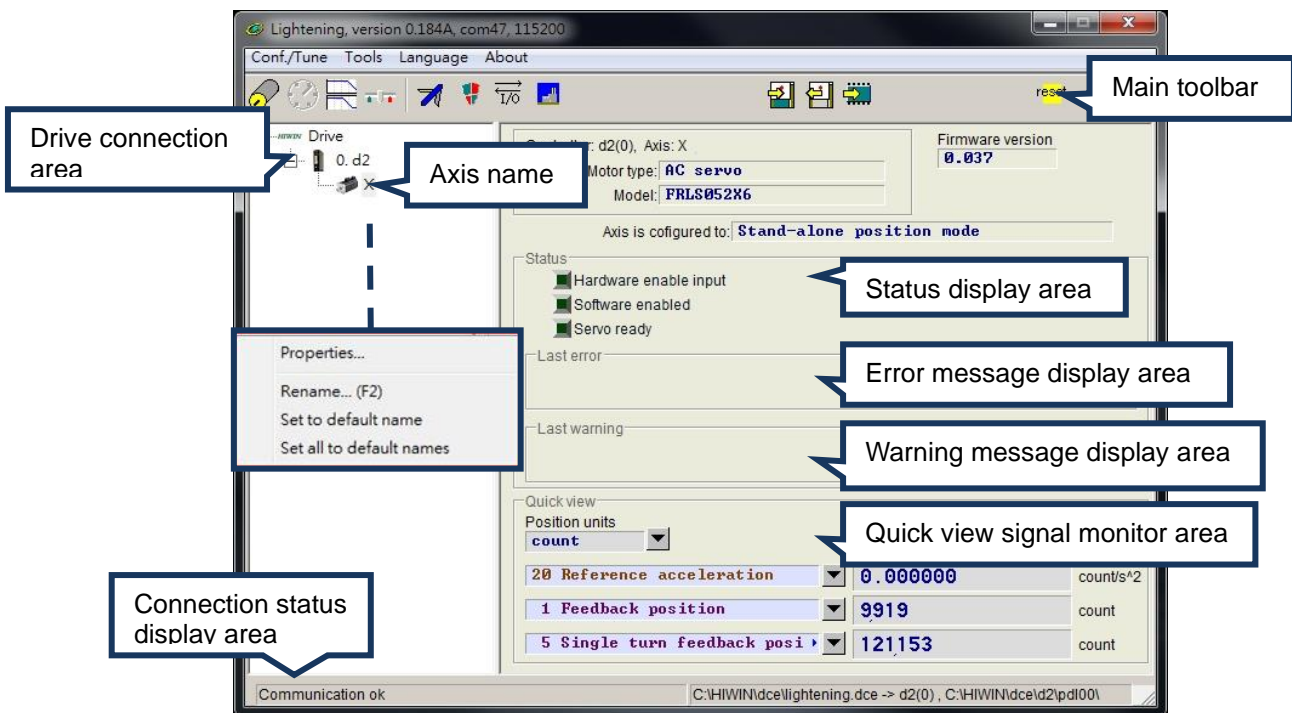 Lightening, version 0.184A, com47, 115200
Conf./Tune Tools Language About
I/O
reset
Main toolbar
Drive connection area
HIWIN Drive
0. d2
X
Axis name
d2(0), Axis: X
Motor type: AC servo
Model: FRLS052X6
Firmware version
0.037
Axis is cofigured to: Stand-alone position mode
Status
Hardware enable input
Software enabled
Servo ready
Status display area
Properties...
Rename... (F2)
Set to default name
Set all to default names
Last error
Error message display area
Last warning
Warning message display area
Quick view
Position units
count
Quick view signal monitor area
20 Reference acceleration 0.000000 count/s^2
1 Feedback position 9919 count
5 Single turn feedback posi 121153 count
Connection status
display area
Communication ok
C:\HIWIN\dce\lightening.dce -> d2(0) , C:\HIWIN\dce\d2\pdl00\